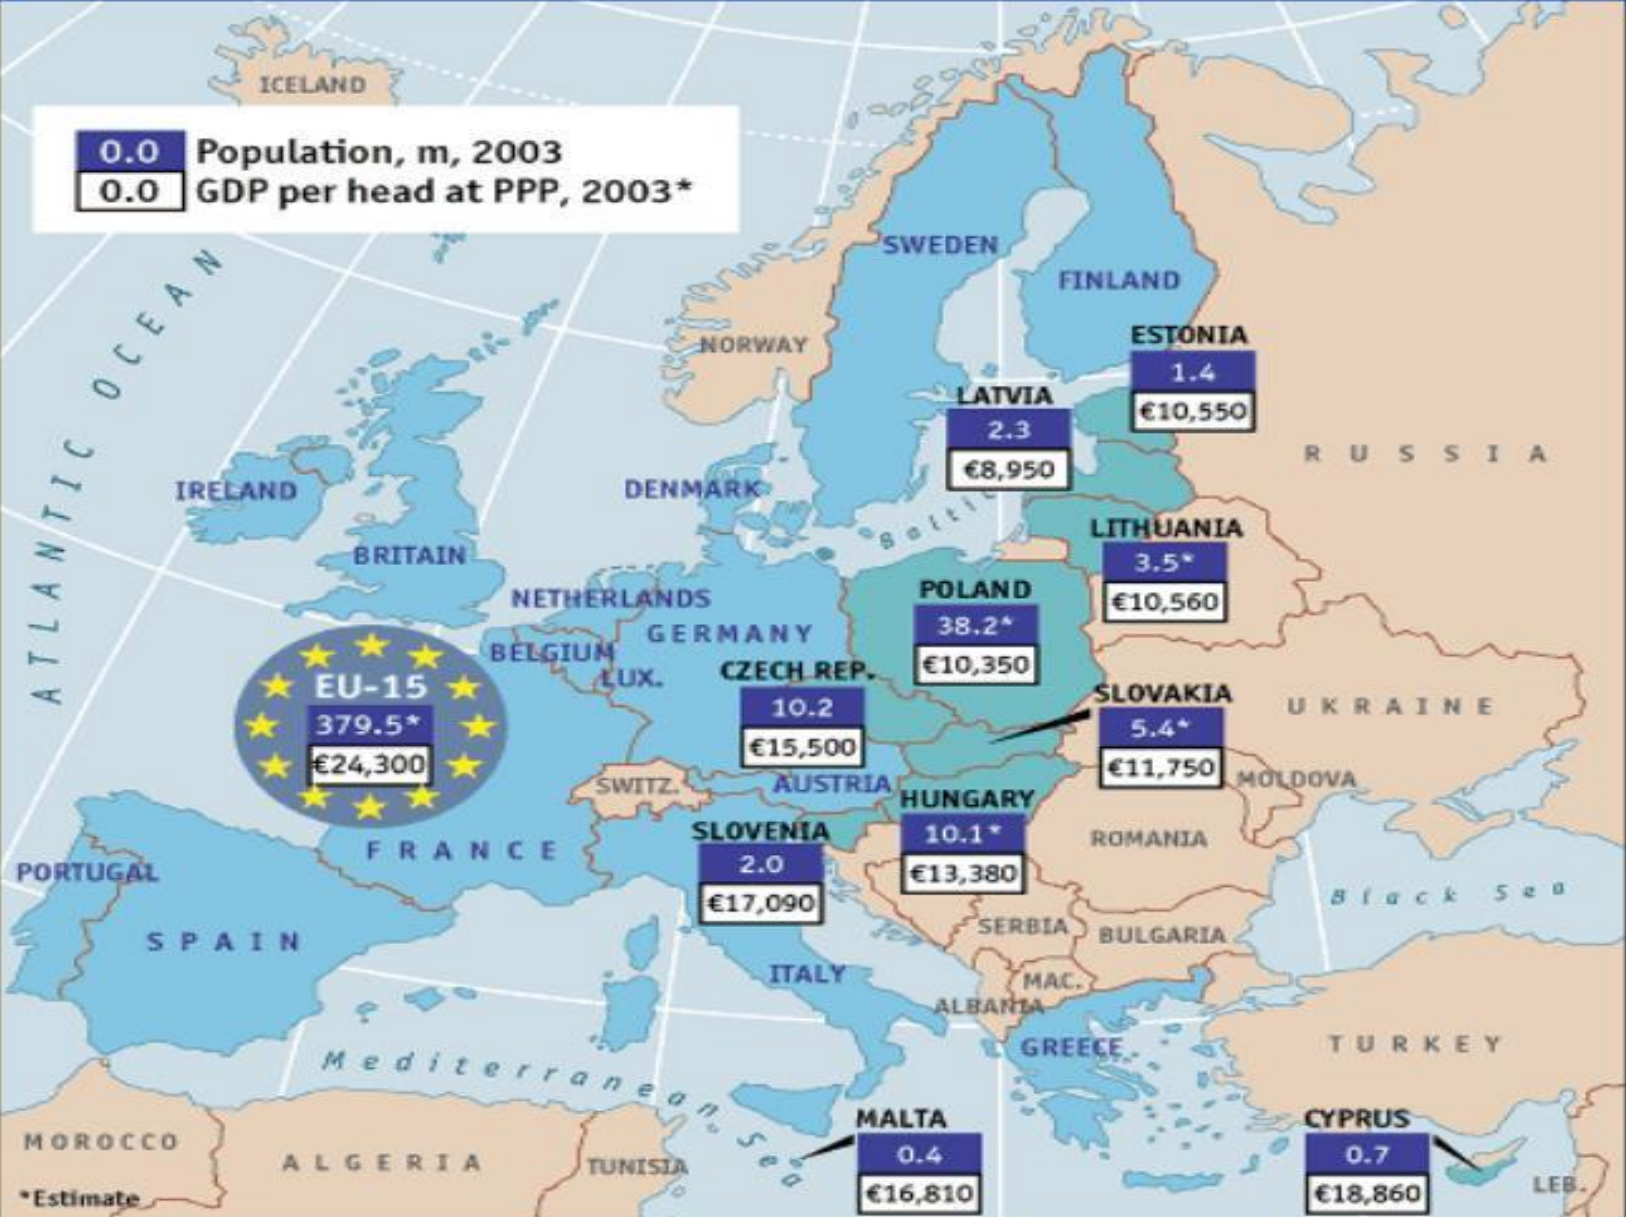 ICELAND
0.0 Population, m, 2003
0.0 GDP per head at PPP, 2003*
ATLANTIC OCEAN
SWEDEN
FINLAND
NORWAY
ESTONIA
1.4
€10,550
LATVIA
2.3
€8,950
RUSSIA
IRELAND
DENMARK
Baltic
LITHUANIA
3.5*
€10,560
BRITAIN
NETHERLANDS
POLAND
38.2*
€10,350
GERMANY
BELGIUM
LUX.
CZECH REP.
10.2
€15,500
EU-15
379.5*
€24,300
SLOVAKIA
5.4*
€11,750
UKRAINE
SWITZ.
AUSTRIA
MOLDOVA
HUNGARY
10.1*
€13,380
SLOVENIA
2.0
€17,090
ROMANIA
FRANCE
PORTUGAL
Black Sea
SPAIN
SERBIA
BULGARIA
ITALY
MAC.
ALBANIA
GREECE
TURKEY
Mediterranean Sea
MALTA
0.4
€16,810
CYPRUS
0.7
€18,860
MOROCCO
ALGERIA
TUNISIA
LEB.
*Estimate